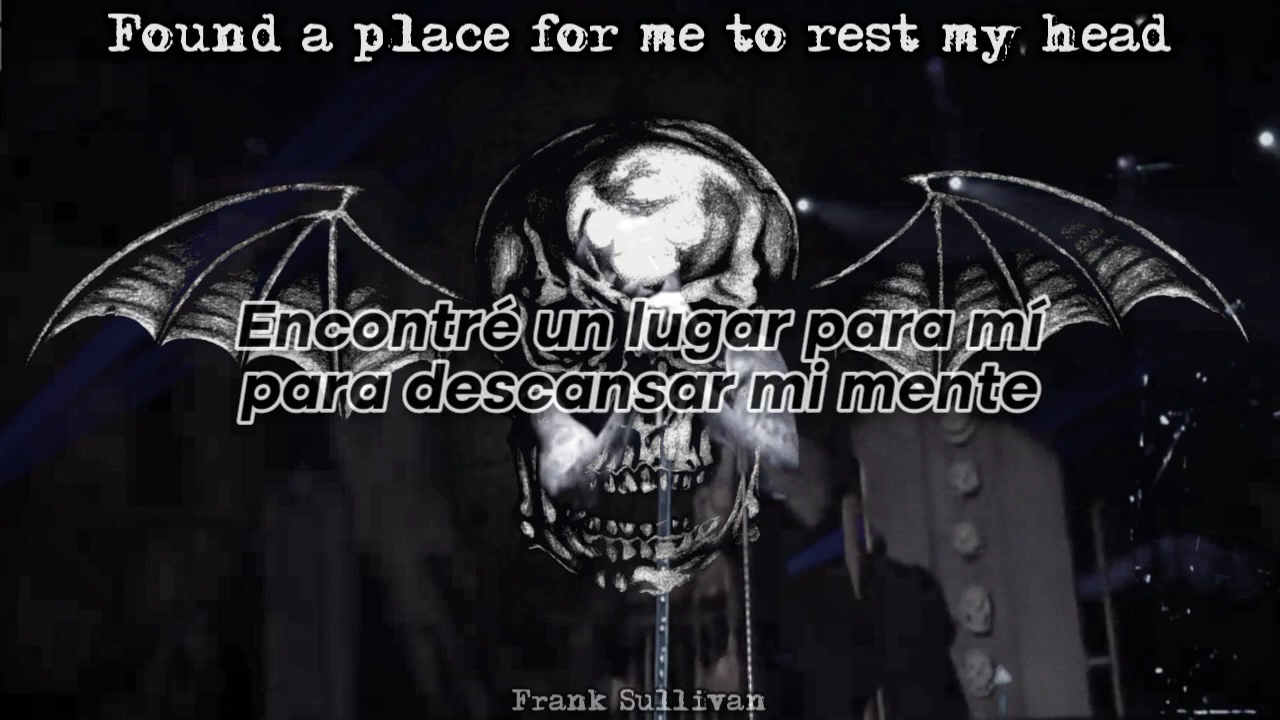 Found a place for me to rest my head
Encontré un lugar para mí
para descansar mi mente
Frank Sullivan